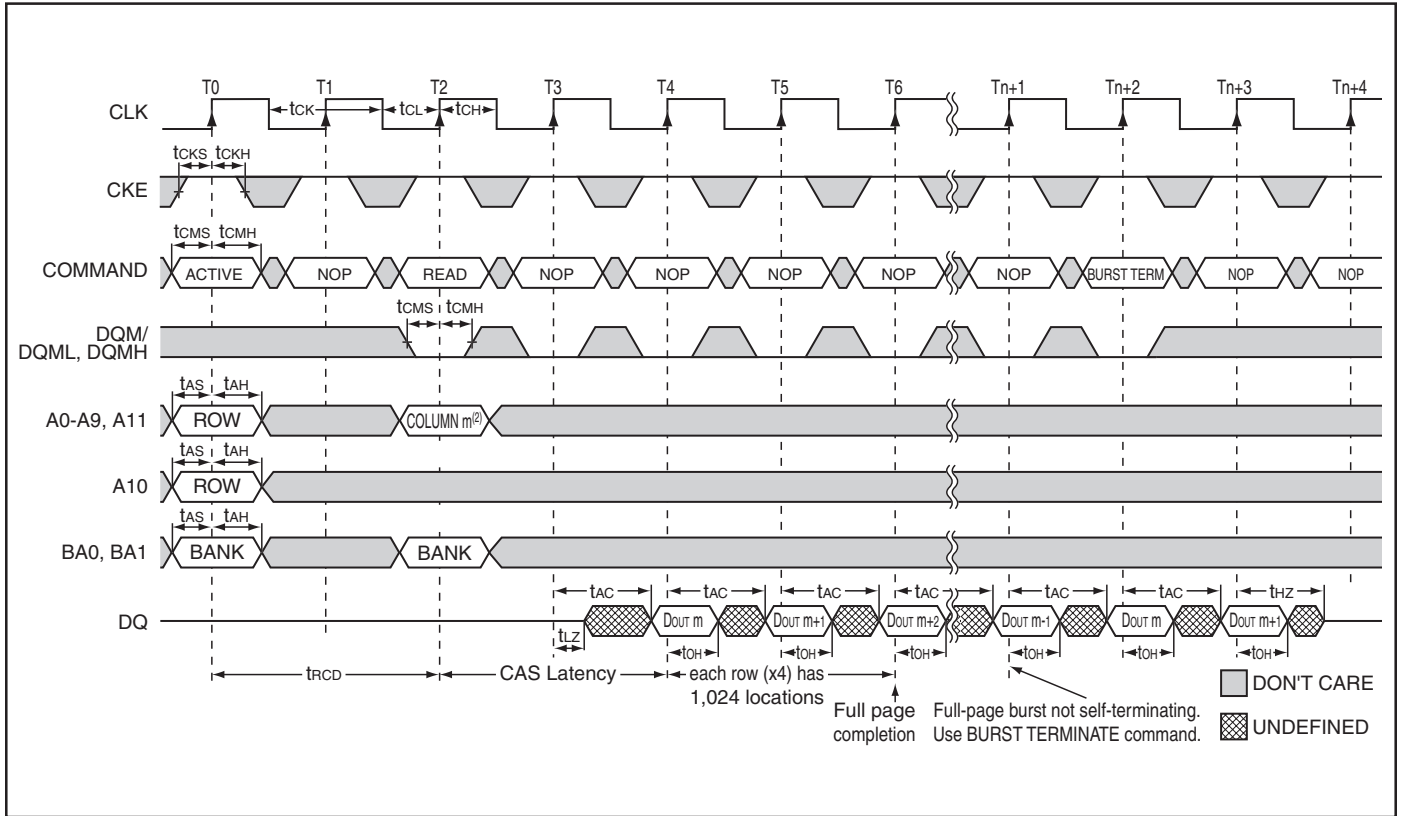 T0 T1 T2 T3 T4 T5 T6 Tn+1 Tn+2 Tn+3 Tn+4
CLK tCK tCL tCH
tCKS tCKH
CKE
tCMS tCMH
COMMAND ACTIVE NOP READ NOP NOP NOP NOP NOP BURST TERM NOP NOP
tCMS tCMH
DQM/
DQML, DQMH
tAS tAH
A0-A9, A11 ROW COLUMN m(2)
tAS tAH
A10 ROW
tAS tAH
BA0, BA1 BANK BANK
tAC tAC tAC tAC tAC tAC tHZ
DQ DOUT m DOUT m+1 DOUT m+2 DOUT m-1 DOUT m DOUT m+1
tLZ tOH tOH tOH tOH tOH tOH
tRCD CAS Latency each row (x4) has
1,024 locations
Full page
completion
Full-page burst not self-terminating.
Use BURST TERMINATE command.
DON'T CARE
UNDEFINED